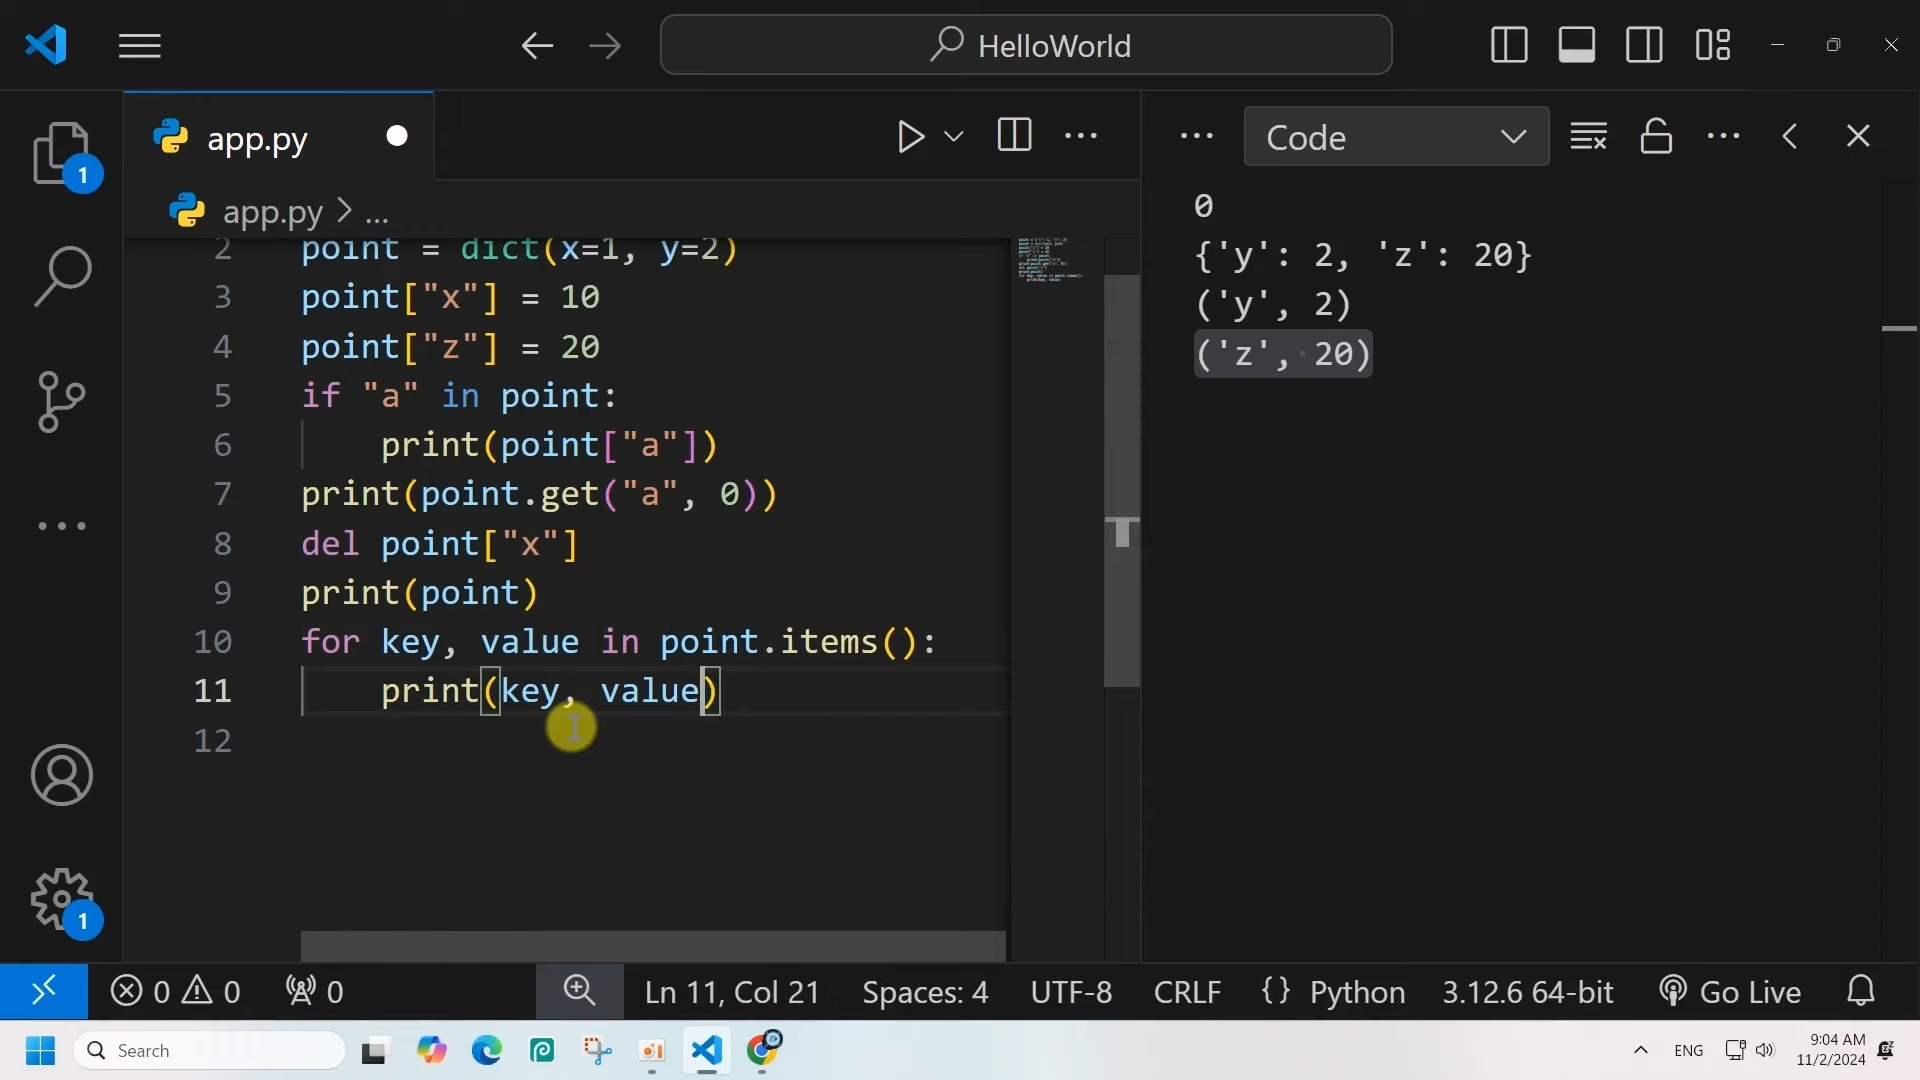 HelloWorld
app.py
Code
app.py > ...
1
2 point = dict(x=1, y=2)
3 point["x"] = 10
4 point["z"] = 20
5 if "a" in point:
6 print(point["a"])
7 print(point.get("a", 0))
8 del point["x"]
9 print(point)
10 for key, value in point.items():
11 print(key, value)
12
0
{'y': 2, 'z': 20}
('y', 2)
('z', 20)
1
0 0 0 Ln 11, Col 21 Spaces: 4 UTF-8 CRLF {} Python 3.12.6 64-bit Go Live
Search
ENG
9:04 AM
11/2/2024